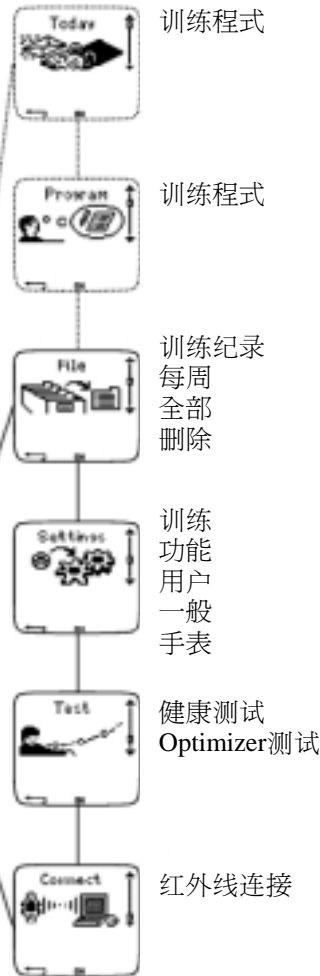 Today
训练程式
Program
训练程式
File
训练纪录
每周
全部
删除
Settings
训练
功能
用户
一般
手表
Test
健康测试
Optimizer测试
Connect
红外线连接